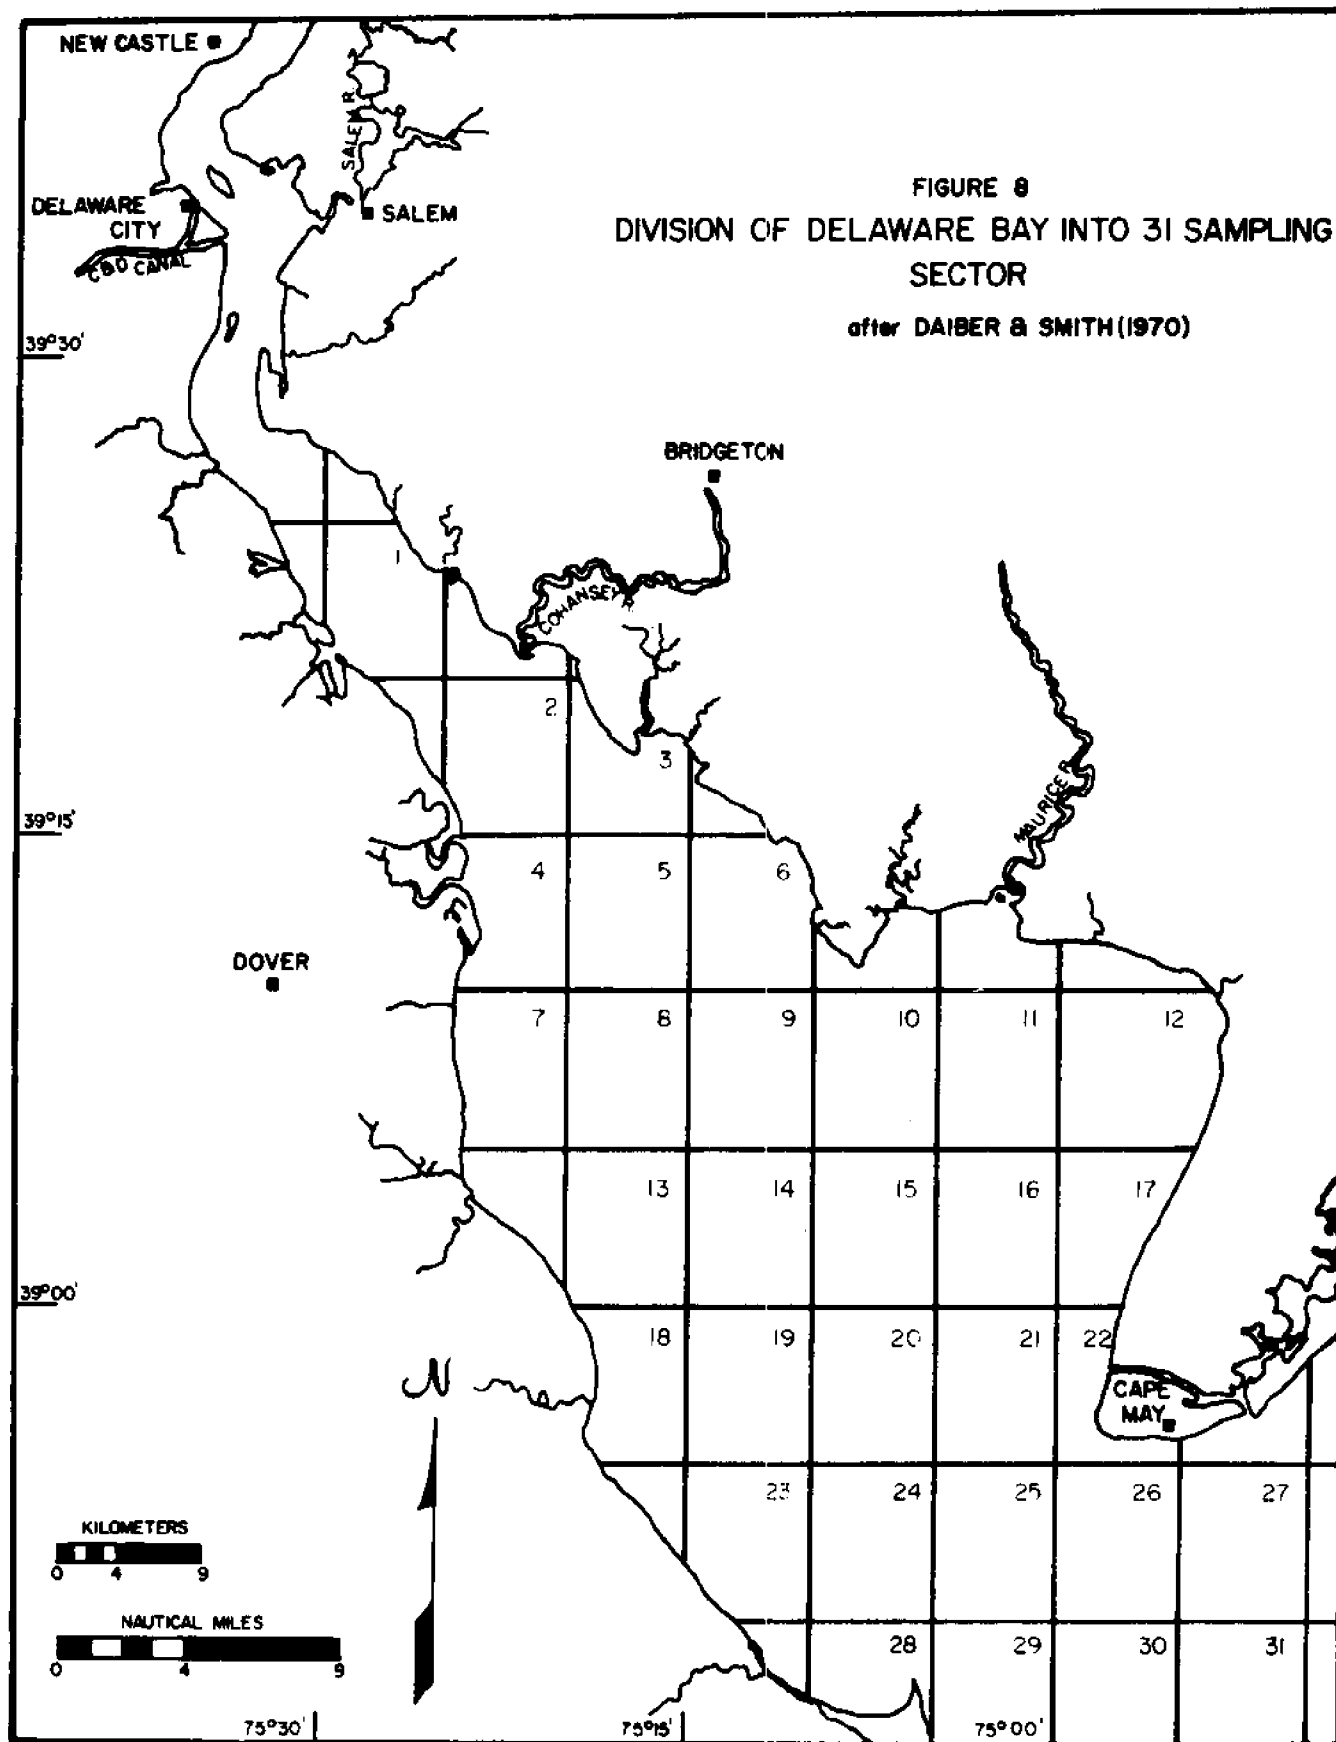 NEW CASTLE
SALEM R.
FIGURE 8
DELAWARE
CITY
SALEM
DIVISION OF DELAWARE BAY INTO 31 SAMPLING
C&D CANAL
SECTOR
after DAIBER & SMITH (1970)
39°30'
BRIDGETON
1
COHANSEY R.
2
3
MAURICE R.
39°15'
4 5 6
DOVER
7 8 9 10 11 12
13 14 15 16 17
39°00'
18 19 20 21 22
N
CAPE
MAY
23 24 25 26 27
KILOMETERS
0 4 9
NAUTICAL MILES
0 4 9
28 29 30 31
75°30' 75°15' 75°00'